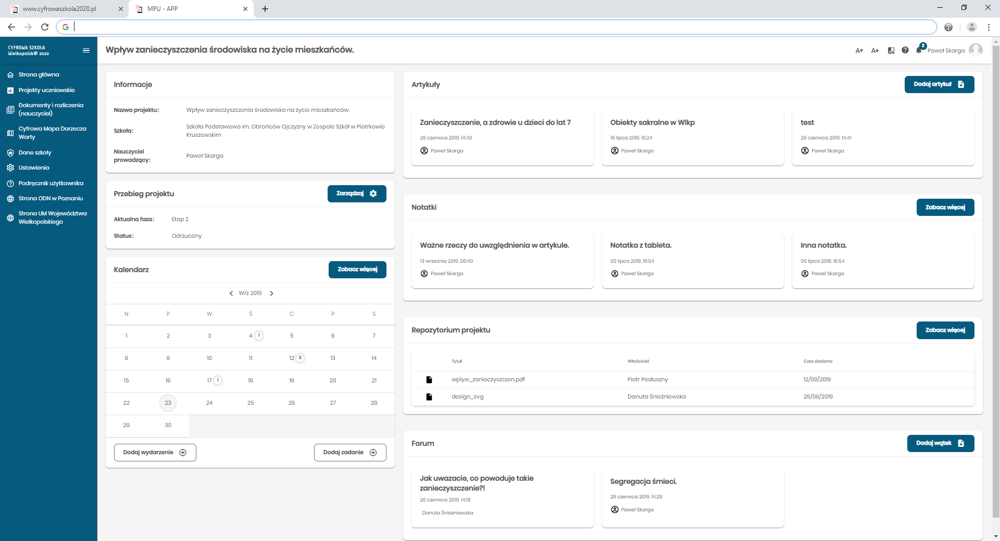 www.cyfrowaszkola2020.pl
MPU - APP
CYFROWA SZKOŁA
Wielkopolsk@ 2020
Wpływ zanieczyszczenia środowiska na życie mieszkańców.
2
Paweł Skarga
Strona główna
Projekty uczniowskie
Dokumenty i rozliczenia
(nauczyciel)
Cyfrowa Mapa Dorzecza
Warty
Dane szkoły
Ustawienia
Podręcznik użytkownika
Strona ODN w Poznaniu
Strona UM Województwa
Wielkopolskiego
Informacje
Nazwa projektu: Wpływ zanieczyszczenia środowiska na życie mieszkańców.
Szkoła: Szkoła Podstawowa im. Obrońców Ojczyzny w Zespole Szkół w Piotrkowie
Kruszewskim
Nauczyciel
prowadzący: Paweł Skarga
Przebieg projektu
Zarządzaj
Aktualna faza: Etap 2
Status: Odrzucony
Kalendarz
Zobacz więcej
Wrz 2019
N P W Ś C P S
1 2 3 4 1 5 6 7
8 9 10 11 12 3 13 14
15 16 17 1 18 19 20 21
22 23 24 25 26 27 28
29 30
Dodaj wydarzenie
Dodaj zadanie
Artykuły
Dodaj artykuł
Zanieczyszczenie, a zdrowie u dzieci do lat 7
26 czerwca 2019, 14:40
Paweł Skarga
Obiekty sakralne w Wlkp
16 lipca 2019, 10:24
Paweł Skarga
test
26 czerwca 2019, 14:41
Paweł Skarga
Notatki
Zobacz więcej
Ważne rzeczy do uwzględnienia w artykule.
13 września 2019, 06:40
Paweł Skarga
Notatka z tableta.
05 lipca 2019, 16:54
Paweł Skarga
Inna notatka.
05 lipca 2019, 16:54
Paweł Skarga
Repozytorium projektu
Zobacz więcej
Tytuł Właściciel Czas dodania
wplyw_zanieczyszczen.pdf Piotr Posłuszny 12/09/2019
design_svg Danuta Śnieżniewska 26/06/2019
Forum
Dodaj wątek
Jak uwazacie, co powoduje takie
zanieczyszczenie?!
26 czerwca 2019, 14:19
Danuta Śnieżniewska
Segregacja śmieci.
26 czerwca 2019, 14:29
Paweł Skarga